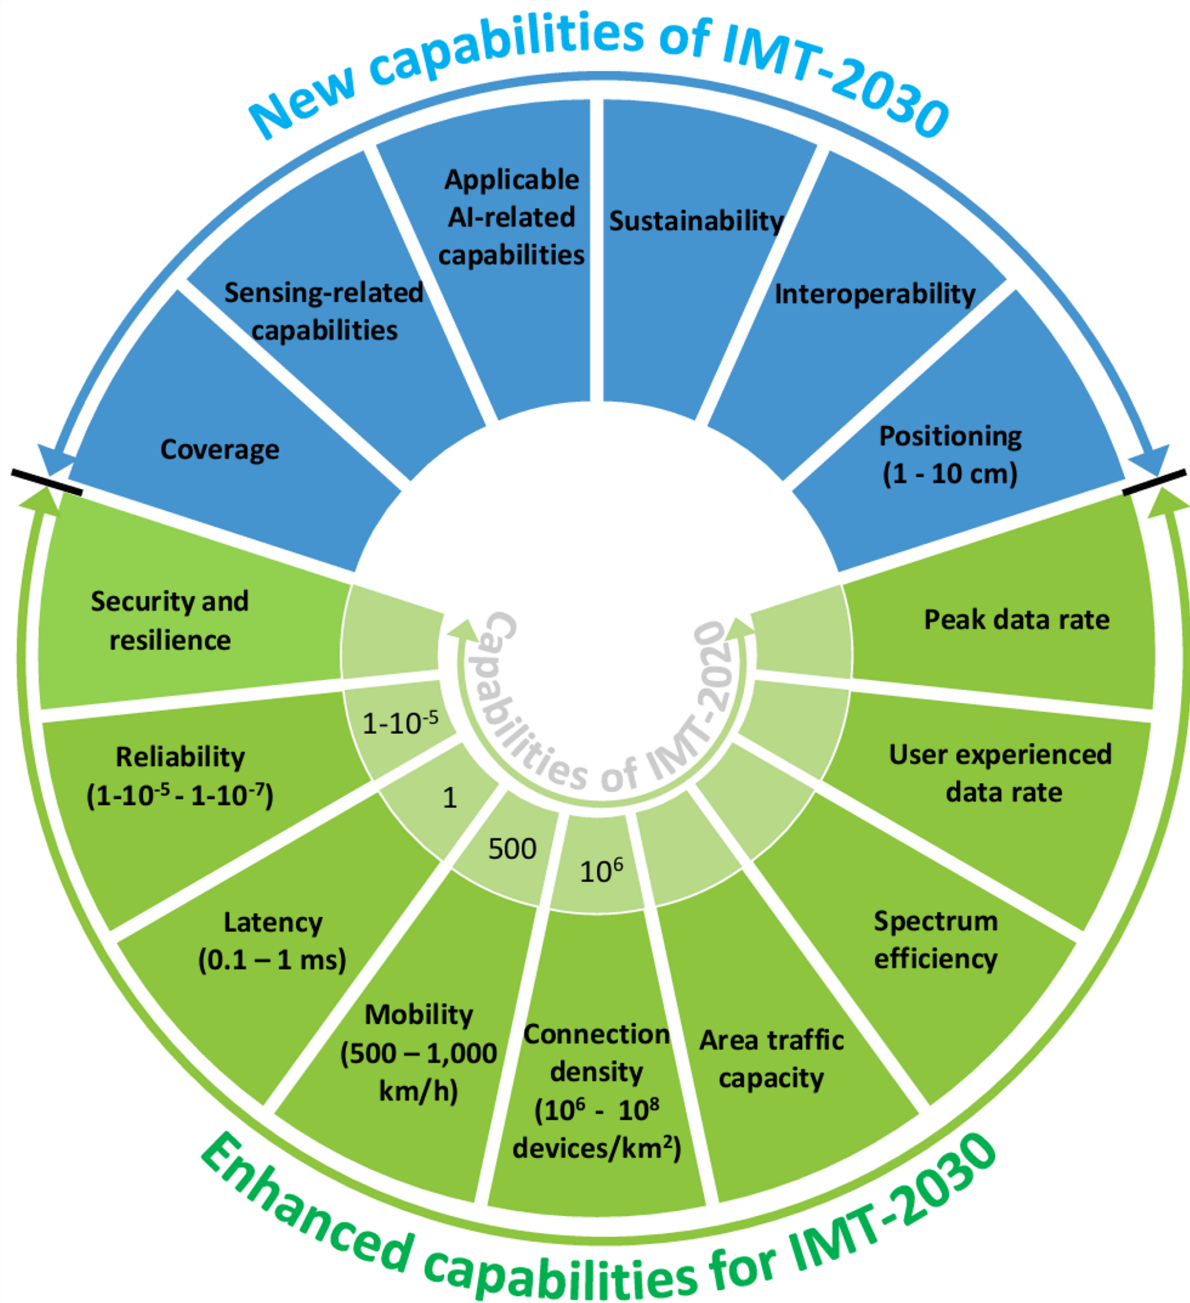 New capabilities of IMT-2030
Applicable
AI-related
capabilities
Sustainability
Sensing-related
capabilities
Interoperability
Coverage
Positioning
(1 - 10 cm)
Security and
resilience
Peak data rate
Capabilities of IMT-2020
1-10⁻⁵
Reliability
(1-10⁻⁵ - 1-10⁻⁷)
User experienced
data rate
1
500
10⁶
Latency
(0.1 – 1 ms)
Spectrum
efficiency
Mobility
(500 – 1,000
km/h)
Connection
density
(10⁶ - 10⁸
devices/km²)
Area traffic
capacity
Enhanced capabilities for IMT-2030